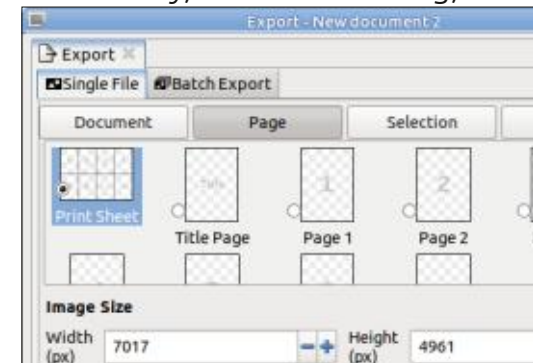 Export - New document 2
Export
Single File Batch Export
Document Page Selection
Title 1 2
Print Sheet Title Page Page 1 Page 2
Image Size
Width (px) 7017 Height (px) 4961